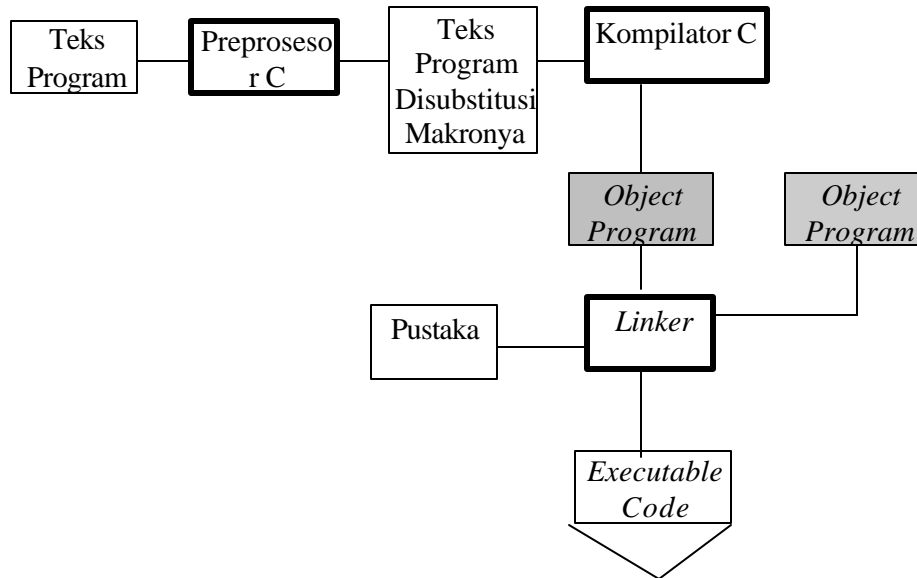 Teks
Program
Preproseso
r C
Teks
Program
Disubstitusi
Makronya
Kompilator C
Object
Program
Object
Program
Pustaka
Linker
Executable
Code